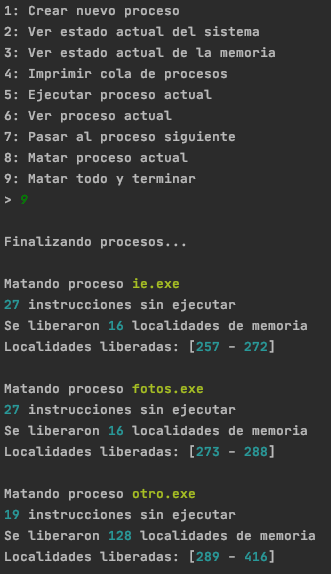 1: Crear nuevo proceso
2: Ver estado actual del sistema
3: Ver estado actual de la memoria
4: Imprimir cola de procesos
5: Ejecutar proceso actual
6: Ver proceso actual
7: Pasar al proceso siguiente
8: Matar proceso actual
9: Matar todo y terminar
> 9
Finalizando procesos...
Matando proceso ie.exe
27 instrucciones sin ejecutar
Se liberaron 16 localidades de memoria
Localidades liberadas: [257 - 272]
Matando proceso fotos.exe
27 instrucciones sin ejecutar
Se liberaron 16 localidades de memoria
Localidades liberadas: [273 - 288]
Matando proceso otro.exe
19 instrucciones sin ejecutar
Se liberaron 128 localidades de memoria
Localidades liberadas: [289 - 416]